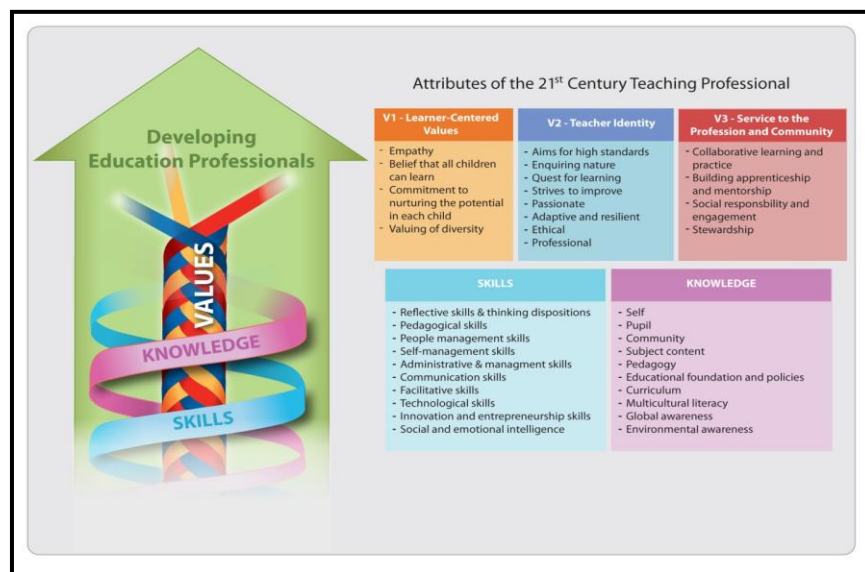 Developing
Education Professionals
VALUES
KNOWLEDGE
SKILLS
Attributes of the 21st Century Teaching Professional
V1 - Learner-Centered
Values
- Empathy
- Belief that all children
can learn
- Commitment to
nurturing the potential
in each child
- Valuing of diversity
V2 - Teacher Identity
- Aims for high standards
- Enquiring nature
- Quest for learning
- Strives to improve
- Passionate
- Adaptive and resilient
- Ethical
- Professional
V3 - Service to the
Profession and Community
- Collaborative learning and
practice
- Building apprenticeship
and mentorship
- Social responsbility and
engagement
- Stewardship
SKILLS
- Reflective skills & thinking dispositions
- Pedagogical skills
- People management skills
- Self-management skills
- Administrative & managment skills
- Communication skills
- Facilitative skills
- Technological skills
- Innovation and entrepreneurship skills
- Social and emotional intelligence
KNOWLEDGE
- Self
- Pupil
- Community
- Subject content
- Pedagogy
- Educational foundation and policies
- Curriculum
- Multicultural literacy
- Global awareness
- Environmental awareness